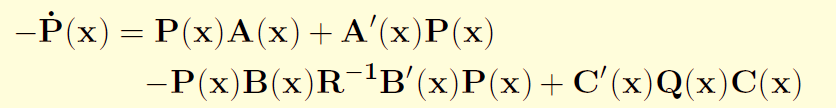 −Ṗ(x) = P(x)A(x) + A′(x)P(x)
−P(x)B(x)R⁻¹B′(x)P(x) + C′(x)Q(x)C(x)